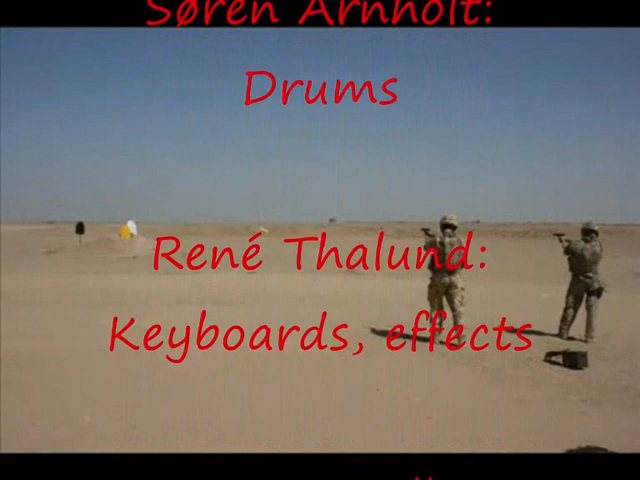 Søren Arnholt:
Drums
René Thalund:
Keyboards, effects